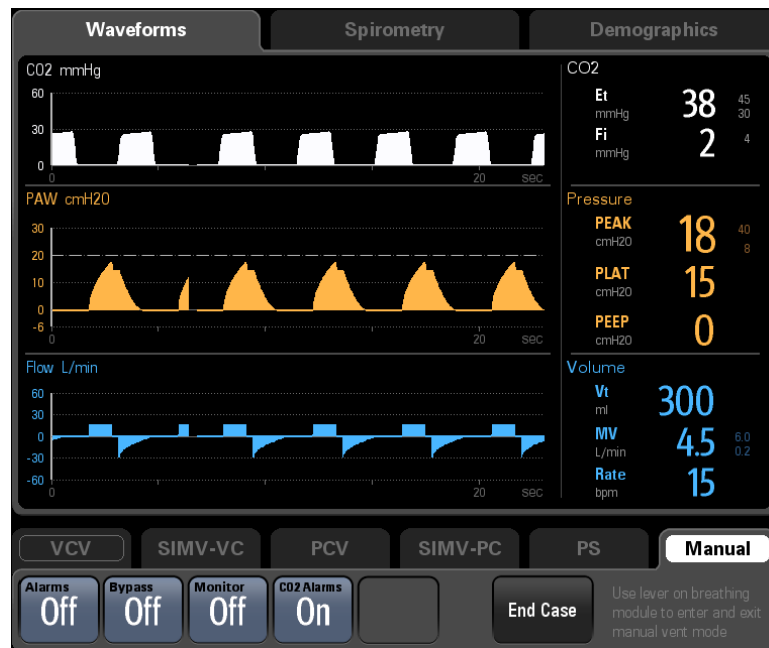 Waveforms
Spirometry
Demographics
CO2 mmHg
60
30
0
0
20
sec
PAW cmH20
30
20
10
0
-6
0
20
sec
Flow L/min
60
30
0
-30
-60
0
20
sec
CO2
Et
mmHg
38
45
30
Fi
mmHg
2
4
Pressure
PEAK
cmH20
18
40
8
PLAT
cmH20
15
PEEP
cmH20
0
Volume
Vt
ml
300
MV
L/min
4.5
6.0
0.2
Rate
bpm
15
VCV
SIMV-VC
PCV
SIMV-PC
PS
Manual
Alarms
Off
Bypass
Off
Monitor
Off
CO2 Alarms
On
End Case
Use lever on breathing
module to enter and exit
manual vent mode